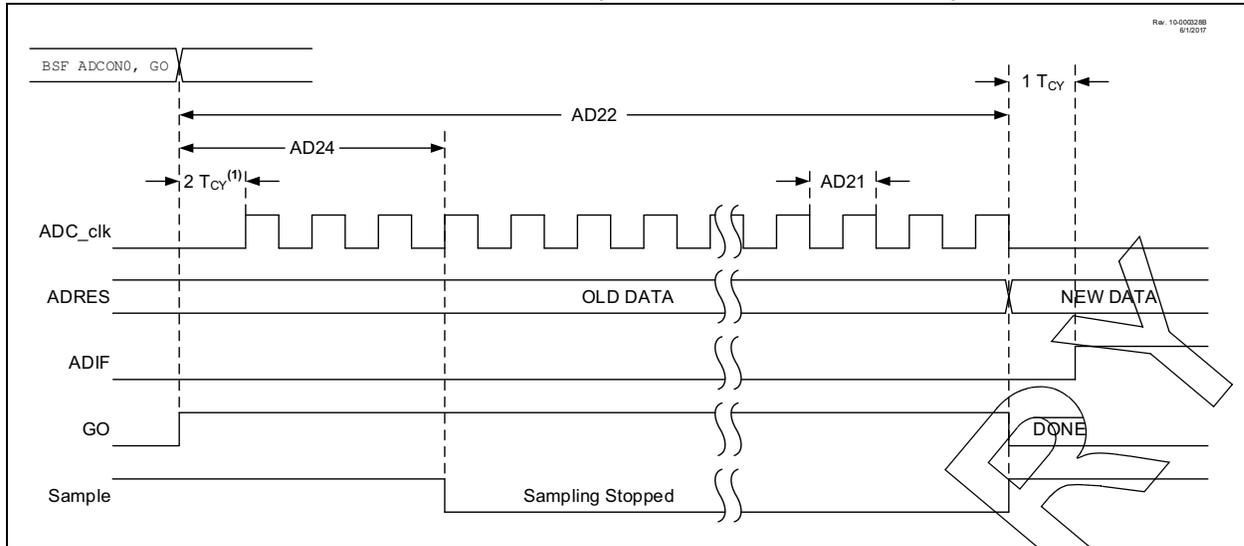 Rev. 10-000328B
6/1/2017
BSF ADCON0, GO
1 TCY
AD22
AD24
2 TCY(1)
AD21
ADC_clk
ADRES
OLD DATA
NEW DATA
ADIF
GO
DONE
Sample
Sampling Stopped
RY